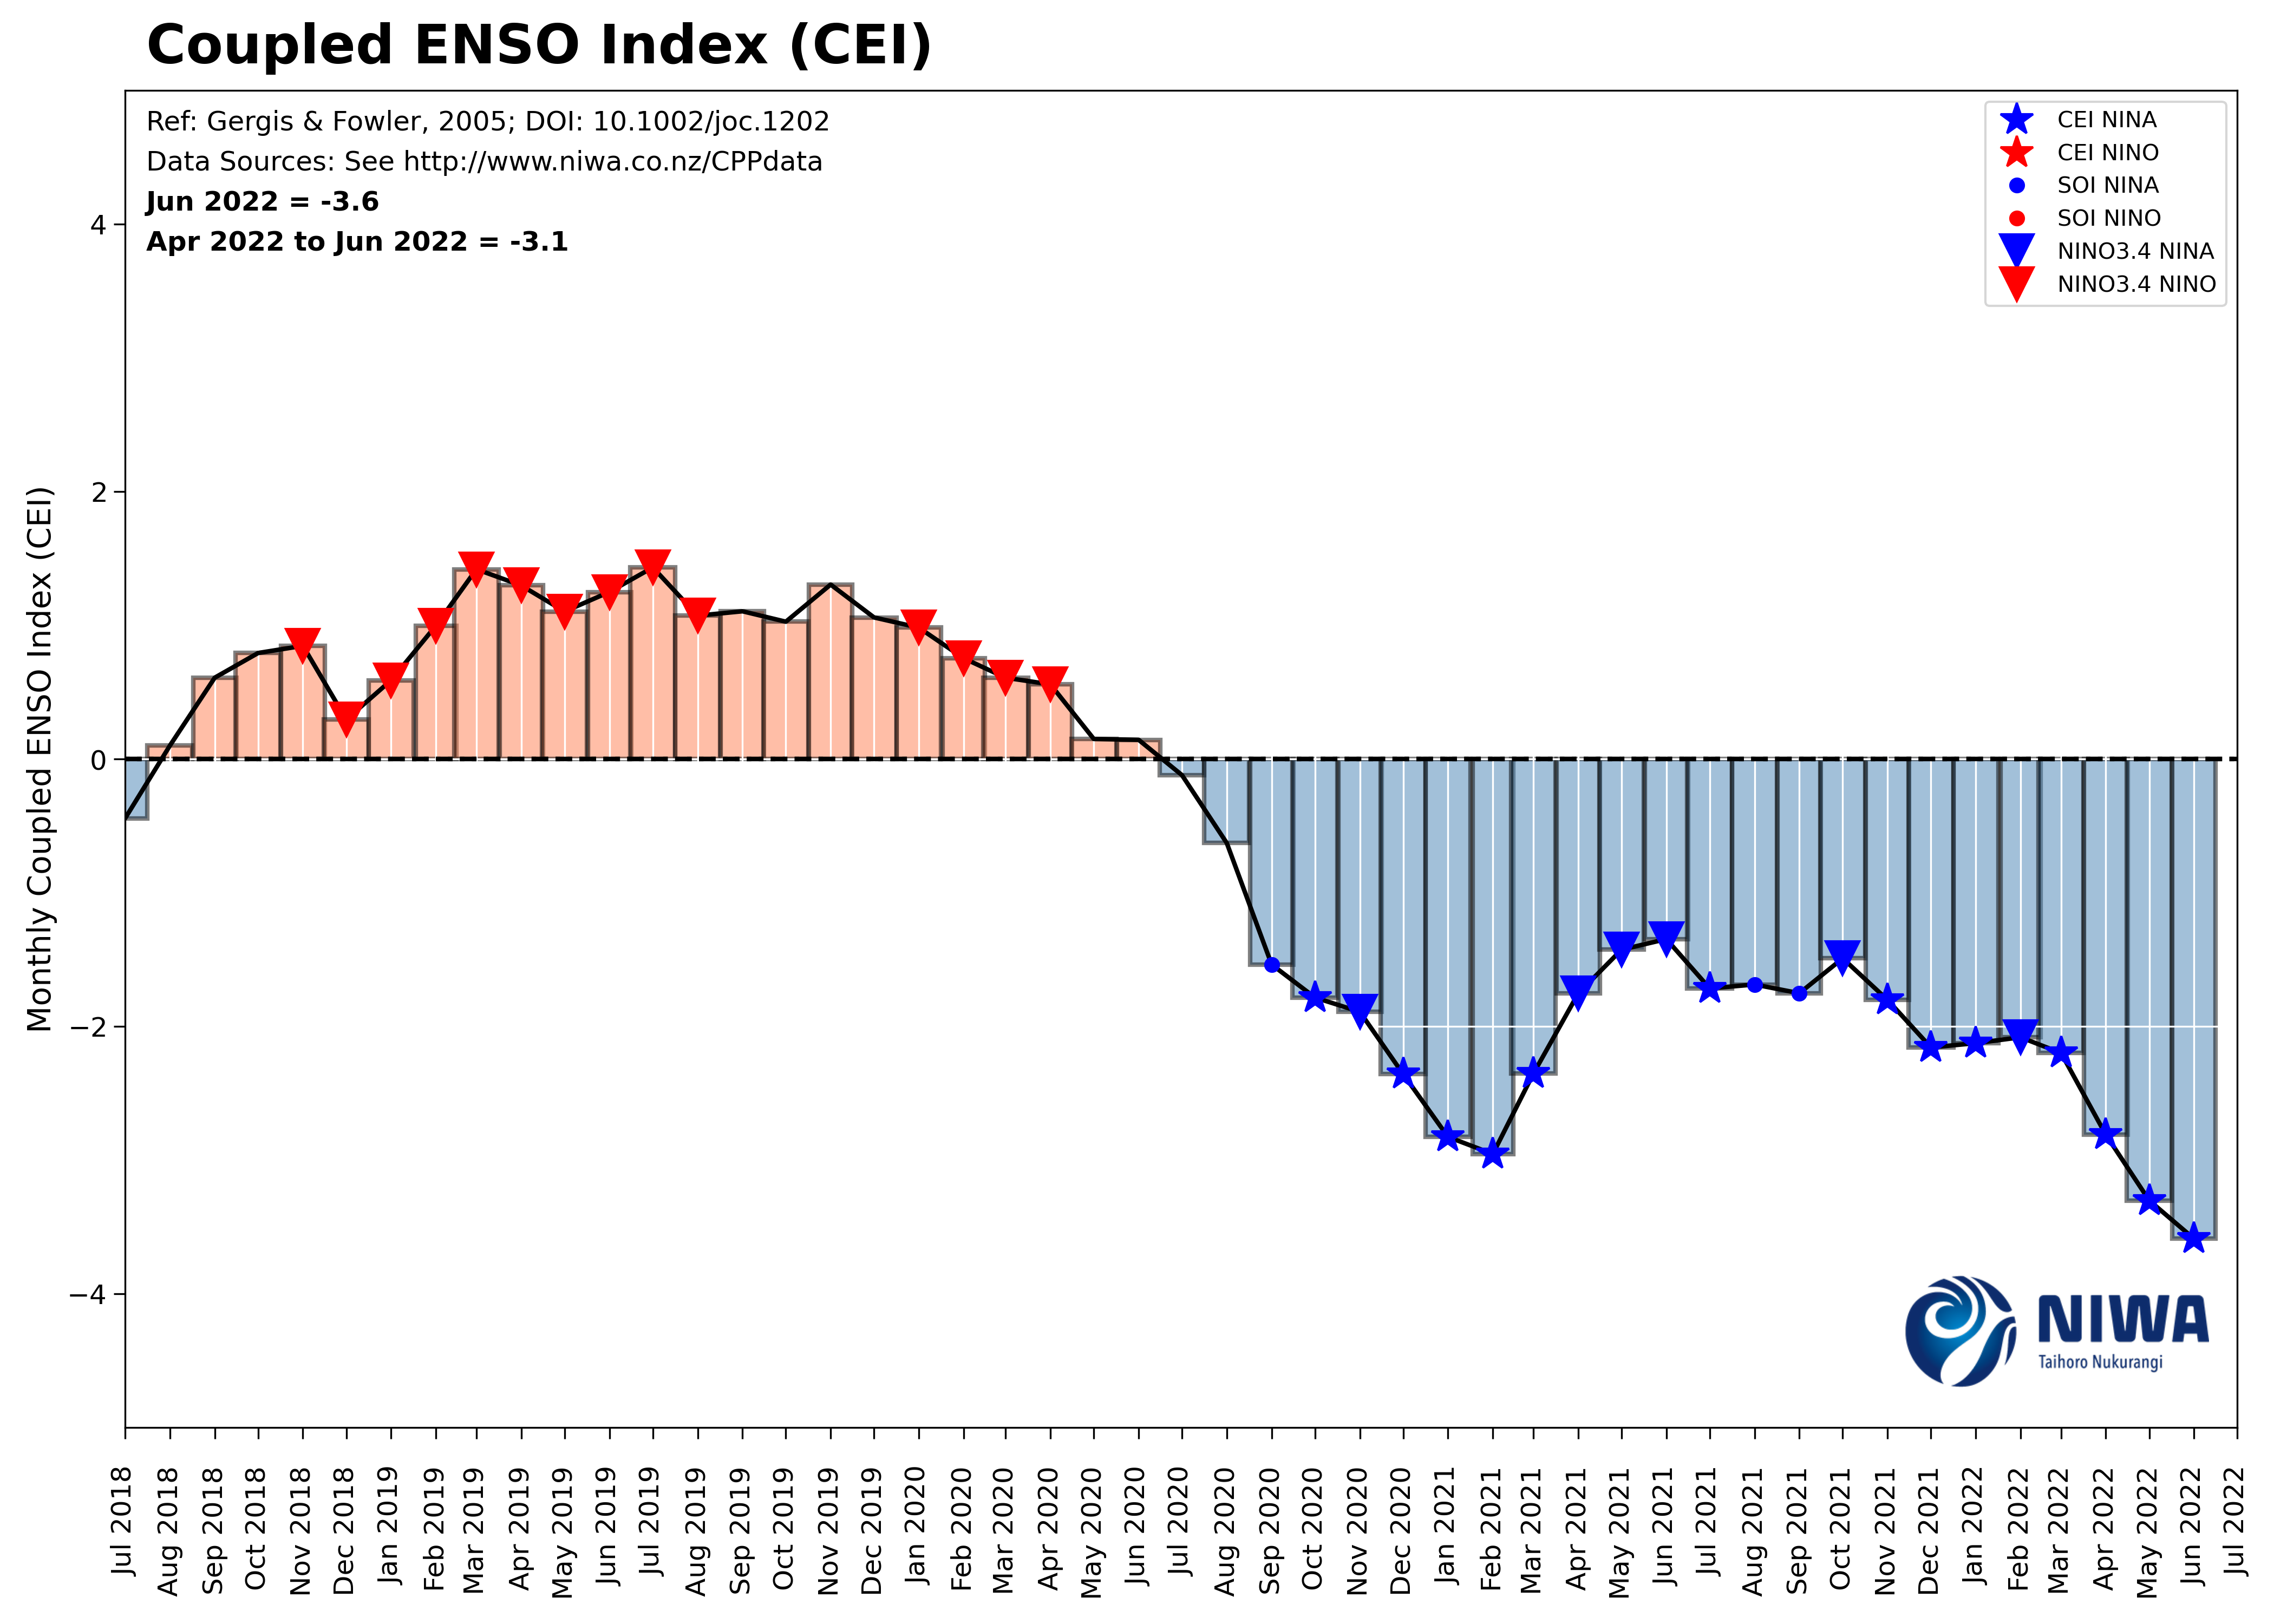 Coupled ENSO Index (CEI)
Ref: Gergis & Fowler, 2005; DOI: 10.1002/joc.1202
Data Sources: See http://www.niwa.co.nz/CPPdata
Jun 2022 = -3.6
Apr 2022 to Jun 2022 = -3.1
CEI NINA
CEI NINO
SOI NINA
SOI NINO
NINO3.4 NINA
NINO3.4 NINO
Monthly Coupled ENSO Index (CEI)
4
2
0
−2
−4
NIWA
Taihoro Nukurangi
Jul 2018
Aug 2018
Sep 2018
Oct 2018
Nov 2018
Dec 2018
Jan 2019
Feb 2019
Mar 2019
Apr 2019
May 2019
Jun 2019
Jul 2019
Aug 2019
Sep 2019
Oct 2019
Nov 2019
Dec 2019
Jan 2020
Feb 2020
Mar 2020
Apr 2020
May 2020
Jun 2020
Jul 2020
Aug 2020
Sep 2020
Oct 2020
Nov 2020
Dec 2020
Jan 2021
Feb 2021
Mar 2021
Apr 2021
May 2021
Jun 2021
Jul 2021
Aug 2021
Sep 2021
Oct 2021
Nov 2021
Dec 2021
Jan 2022
Feb 2022
Mar 2022
Apr 2022
May 2022
Jun 2022
Jul 2022